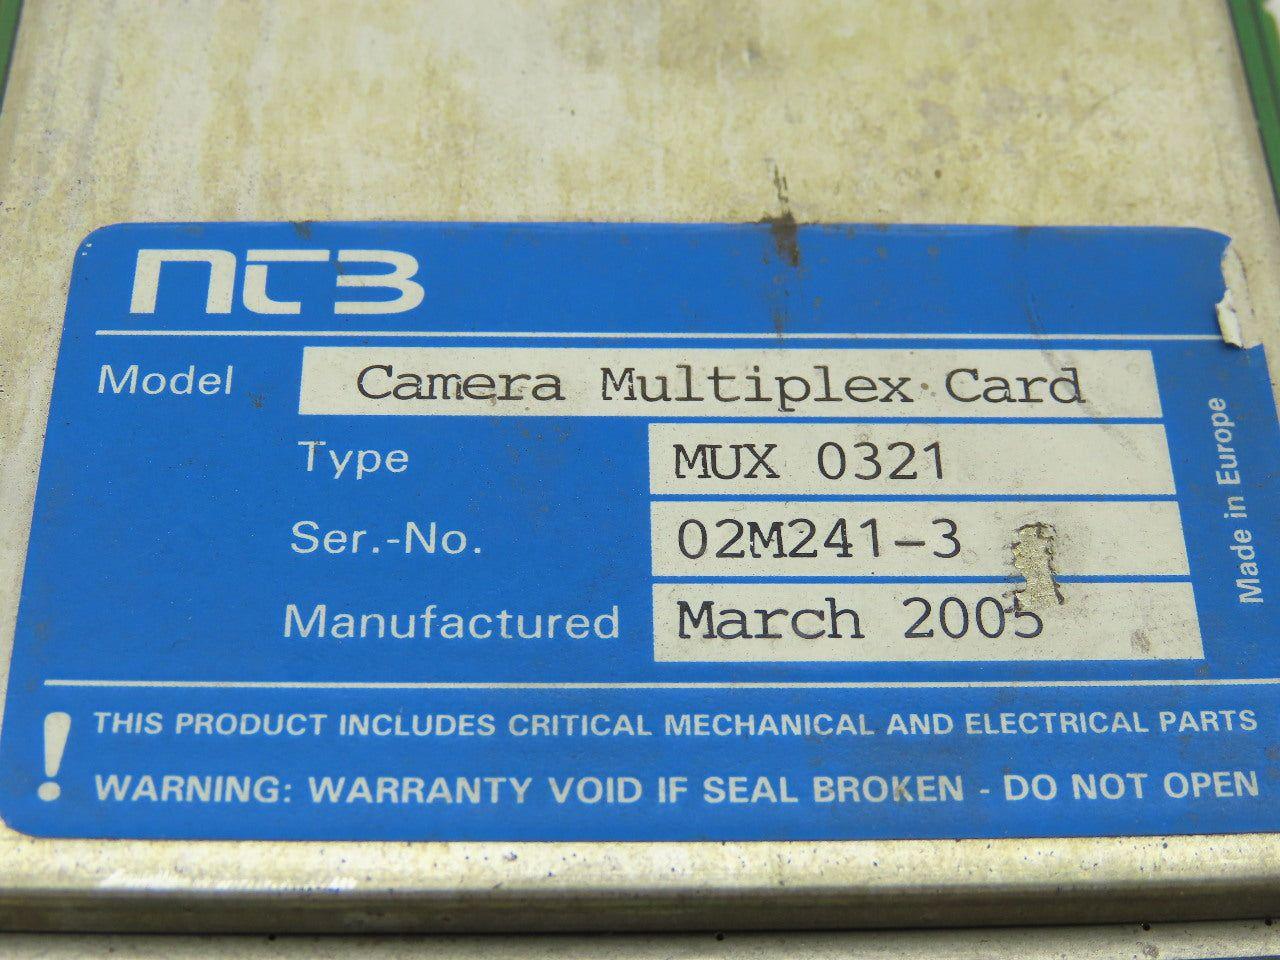 ntB
Model Camera Multiplex Card
Type MUX 0321
Ser.-No. 02M241-3
Manufactured March 2005
Made in Europe
! THIS PRODUCT INCLUDES CRITICAL MECHANICAL AND ELECTRICAL PARTS
WARNING: WARRANTY VOID IF SEAL BROKEN - DO NOT OPEN